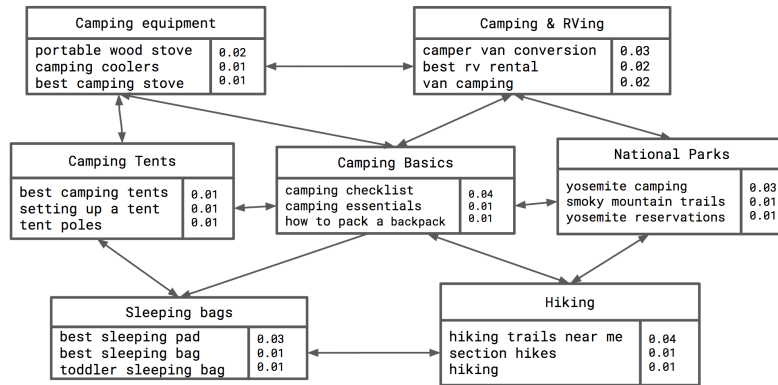 Camping equipment
portable wood stove 0.02
camping coolers 0.01
best camping stove 0.01
Camping & RVing
camper van conversion 0.03
best rv rental 0.02
van camping 0.02
Camping Tents
best camping tents 0.01
setting up a tent 0.01
tent poles 0.01
Camping Basics
camping checklist 0.04
camping essentials 0.01
how to pack a backpack 0.01
National Parks
yosemite camping 0.03
smoky mountain trails 0.01
yosemite reservations 0.01
Sleeping bags
best sleeping pad 0.03
best sleeping bag 0.01
toddler sleeping bag 0.01
Hiking
hiking trails near me 0.04
section hikes 0.01
hiking 0.01